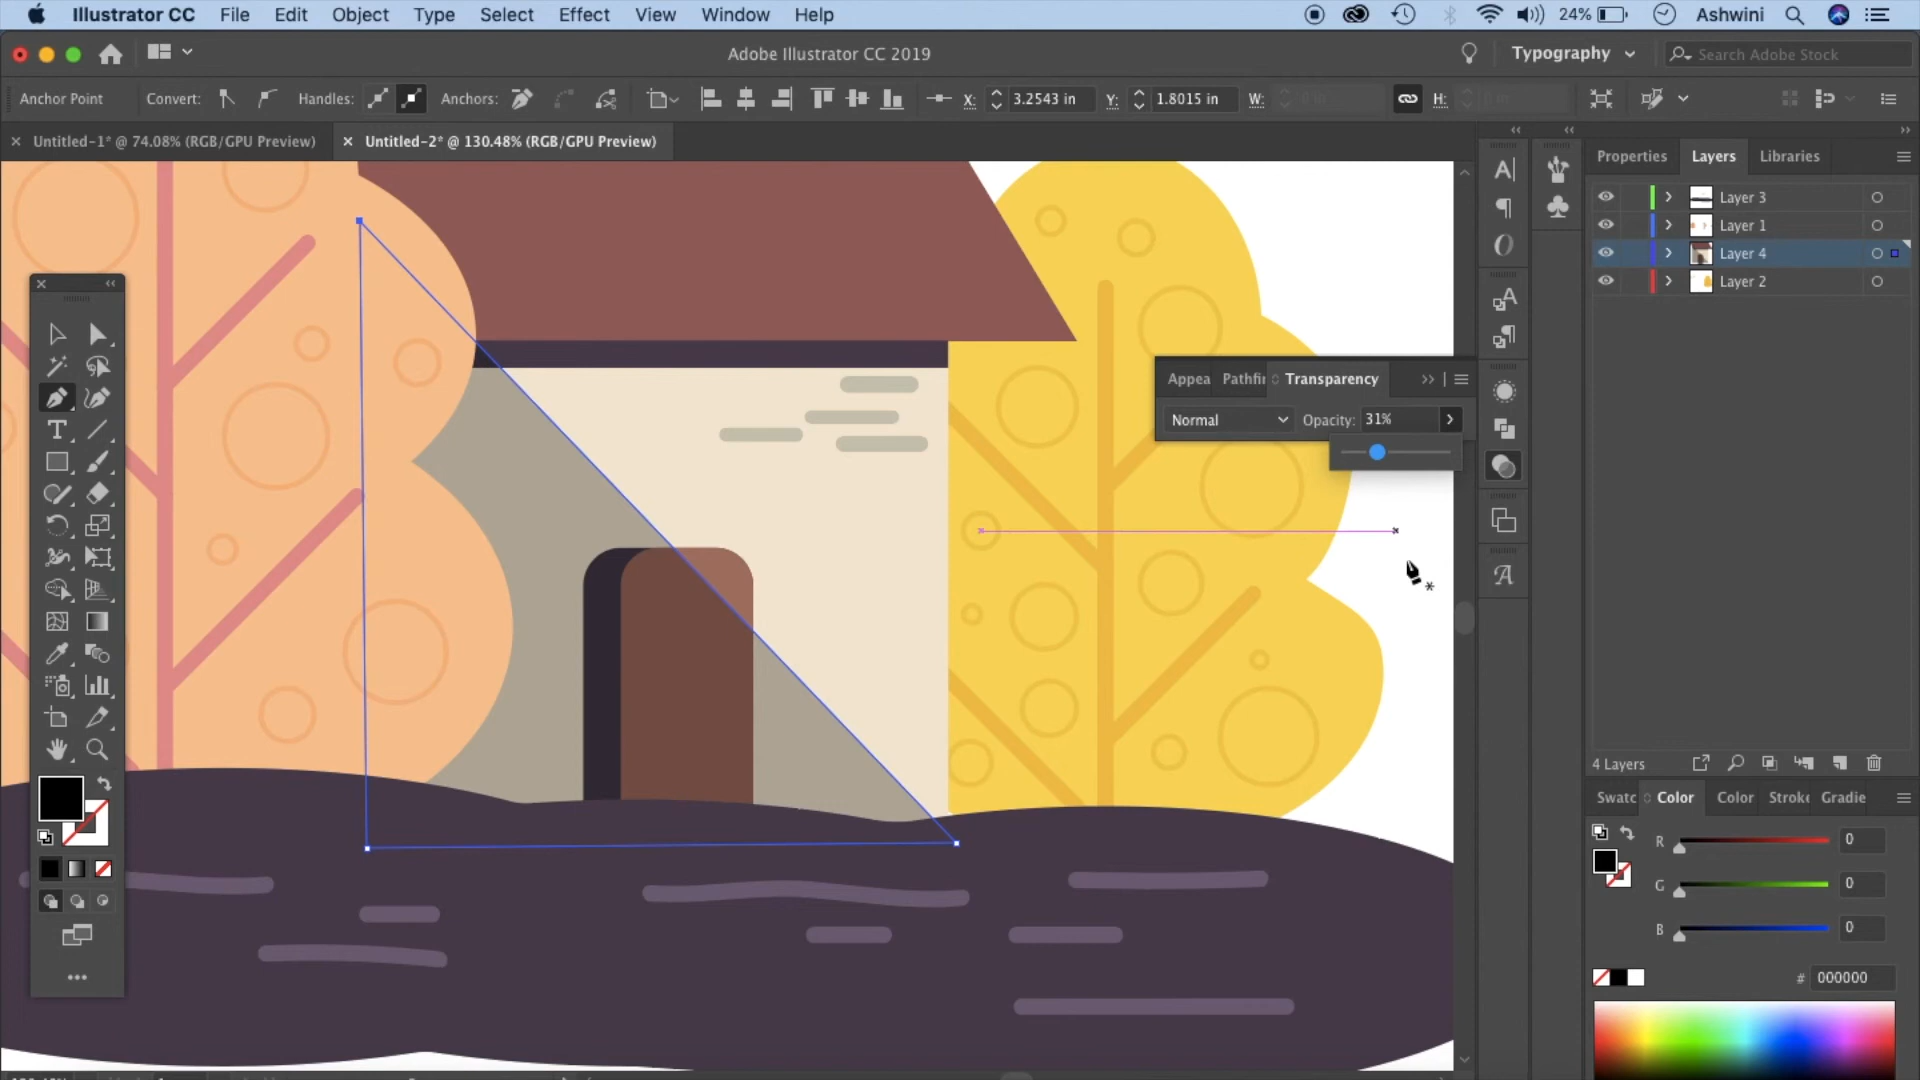 Illustrator CC File Edit Object Type Select Effect View Window Help 24% Ashwini
Adobe Illustrator CC 2019 Typography Search Adobe Stock
Anchor Point Convert: Handles: Anchors: X: 3.2543 in Y: 1.8015 in W: H:
Untitled-1* @ 74.08% (RGB/GPU Preview) Untitled-2* @ 130.48% (RGB/GPU Preview)
Properties Layers Libraries
Layer 3
Layer 1
Layer 4
Layer 2
Appea Pathfi Transparency
Normal Opacity: 31%
4 Layers
Swatc Color Color Stroke Gradie
R 0
G 0
B 0
# 000000